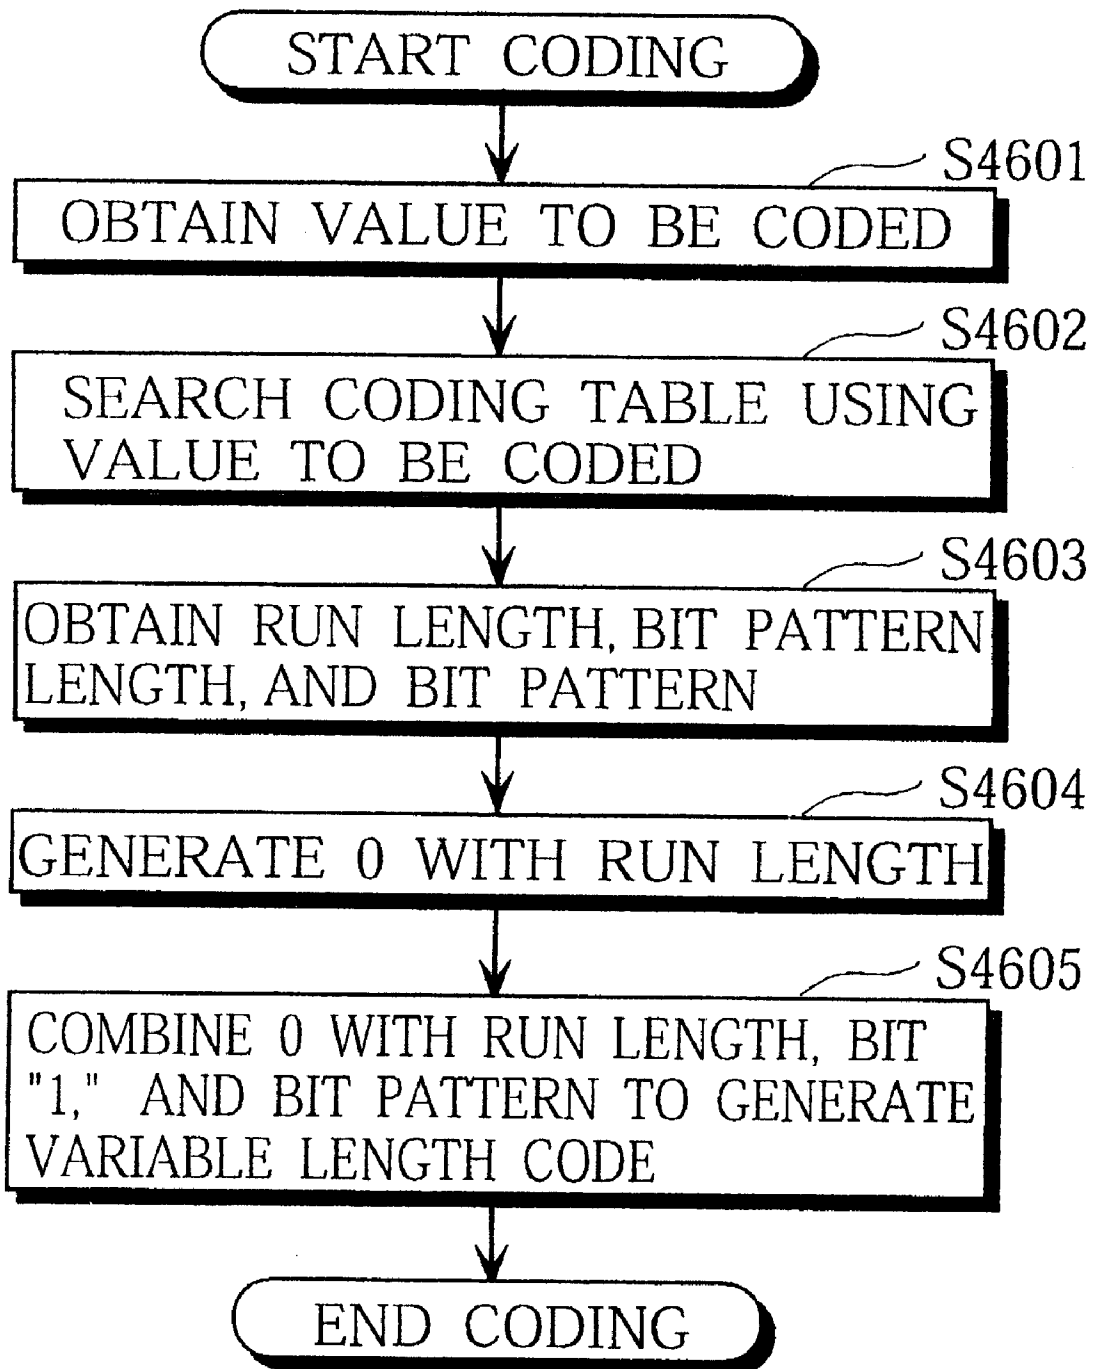 START CODING
S4601
OBTAIN VALUE TO BE CODED
S4602
SEARCH CODING TABLE USING
VALUE TO BE CODED
S4603
OBTAIN RUN LENGTH, BIT PATTERN
LENGTH, AND BIT PATTERN
S4604
GENERATE 0 WITH RUN LENGTH
S4605
COMBINE 0 WITH RUN LENGTH, BIT
"1," AND BIT PATTERN TO GENERATE
VARIABLE LENGTH CODE
END CODING